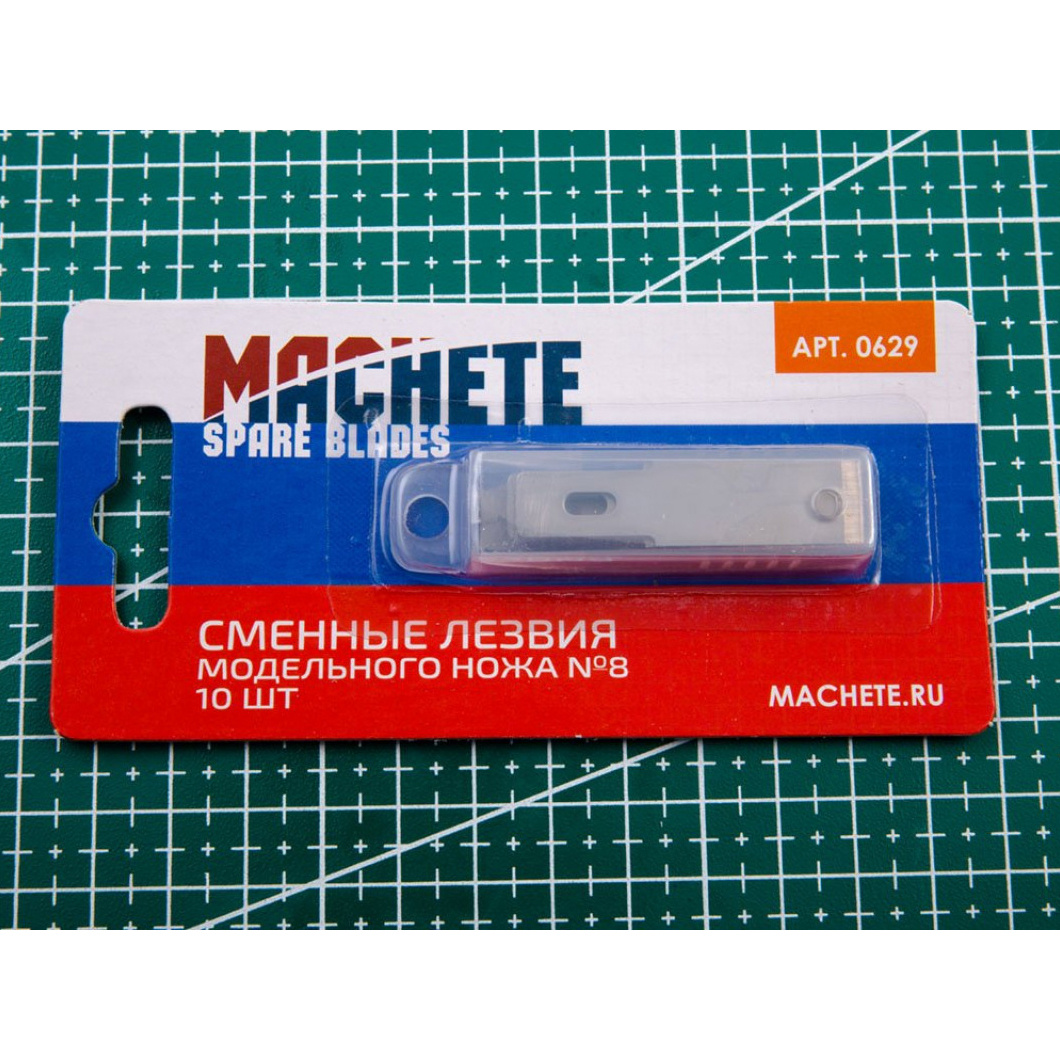 MACHETE
АРТ. 0629
SPARE BLADES
СМЕННЫЕ ЛЕЗВИЯ
МОДЕЛЬНОГО НОЖА №8
10 ШТ
MACHETE.RU